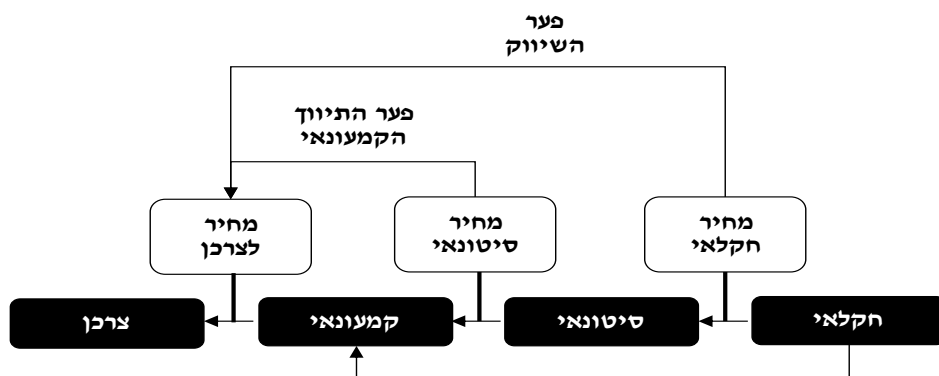 פער
השיווק
פער התיווך
הקמעונאי
מחיר
חקלאי
מחיר
סיטונאי
מחיר
לצרכן
חקלאי
סיטונאי
קמעונאי
צרכן